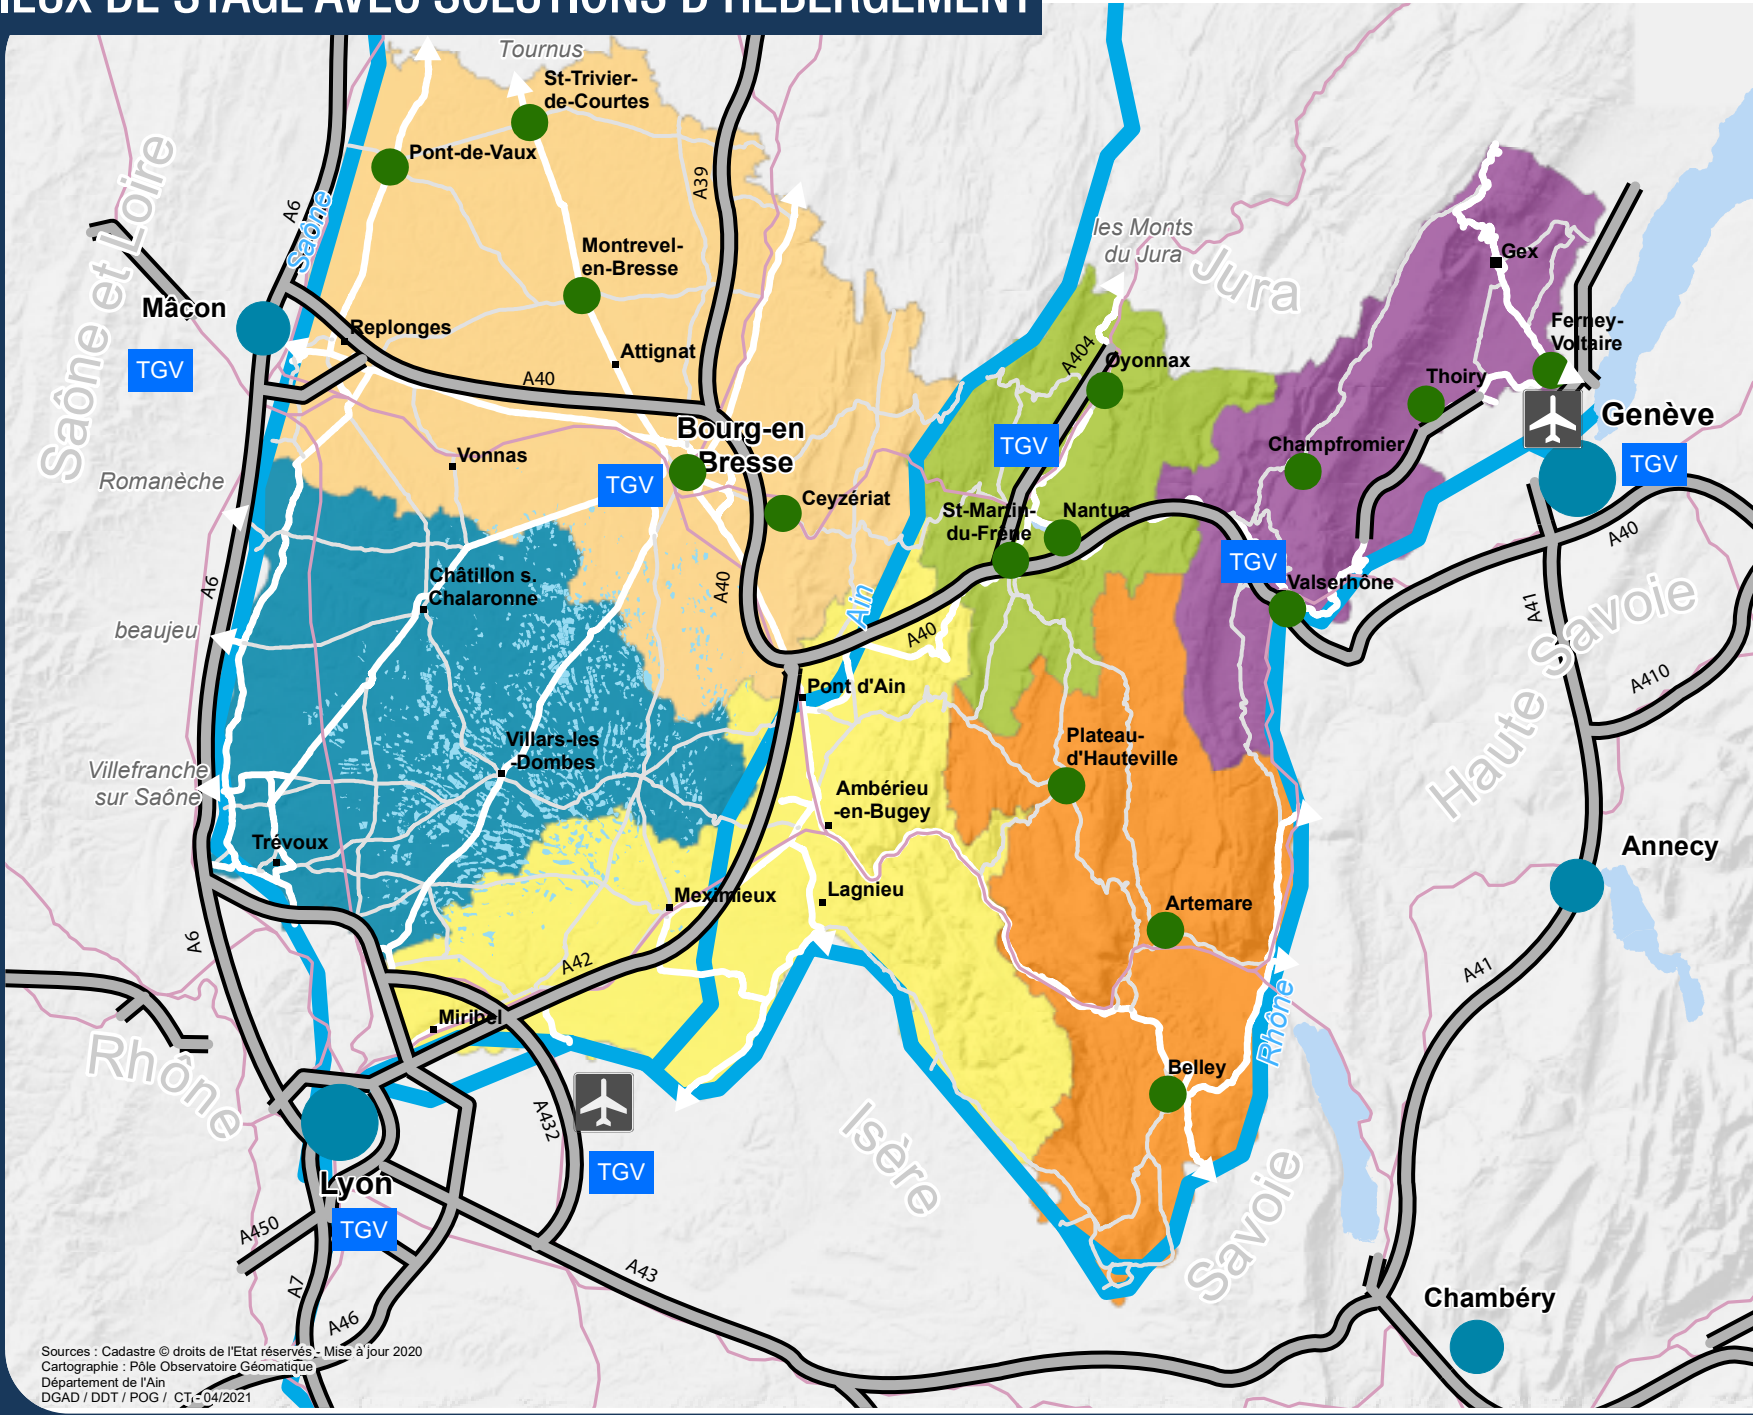 LIEUX DE STAGE AVEC SOLUTIONS D'HÉBERGEMENT
Tournus
St-Trivier-
de-Courtes
Pont-de-Vaux
A39
A6
Saône
Saône et Loire
Montrevel-
en-Bresse
les Monts
du Jura
Jura
Gex
Mâcon
Replonges
TGV
Attignat
A40
A404
Oyonnax
Ferney-
Voltaire
Thoiry
Genève
TGV
Bourg-en
Bresse
TGV
Vonnas
Romanèche
Ceyzériat
TGV
Champfromier
St-Martin-
du-Frêne
Nantua
TGV
Valserhône
A40
A41
A6
Châtillon s.
Chalaronne
beaujeu
A40
Ain
A40
Haute Savoie
A410
Pont d'Ain
Villars-les
-Dombes
Villefranche
sur Saône
Plateau-
d'Hauteville
Ambérieu
-en-Bugey
Trévoux
Annecy
Meximieux
Lagnieu
Artemare
A6
A42
A41
Miribel
Rhône
Rhône
Belley
A432
Isère
TGV
Savoie
Lyon
TGV
A450
A43
A7
A46
Chambéry
Sources : Cadastre © droits de l'Etat réservés - Mise à jour 2020
Cartographie : Pôle Observatoire Géomatique
Département de l'Ain
DGAD / DDT / POG / CT - 04/2021